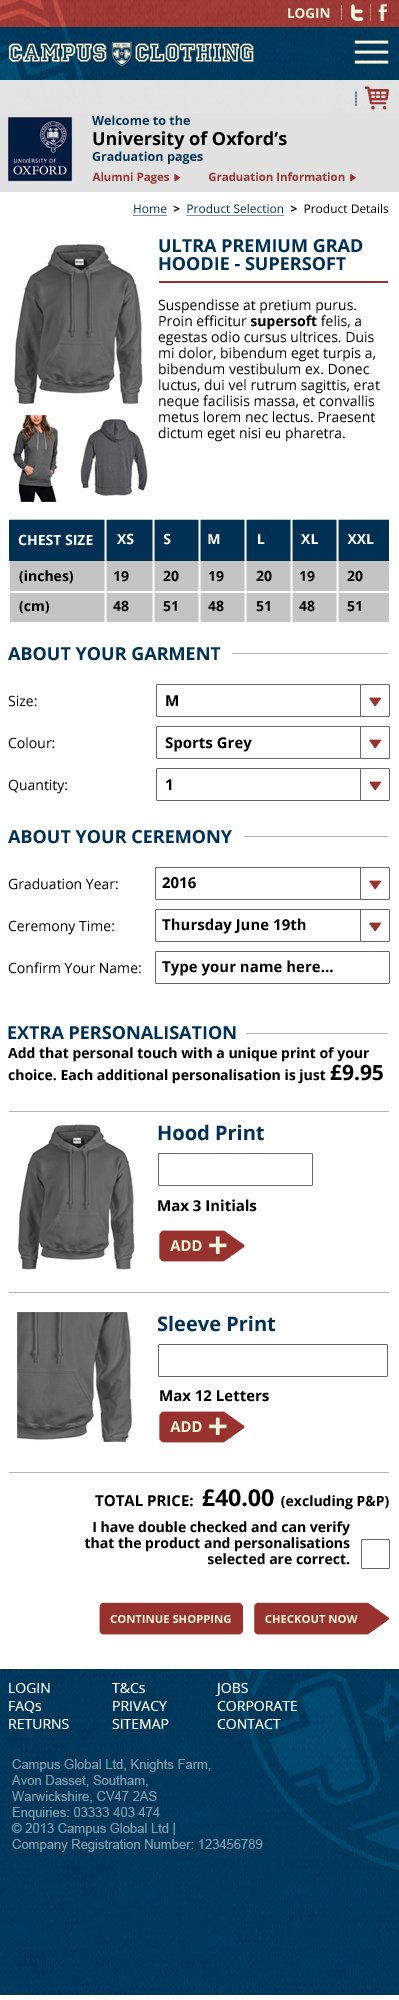 LOGIN
CAMPUS CLOTHING
Welcome to the
University of Oxford's
Graduation pages
UNIVERSITY OF
OXFORD
Alumni Pages
Graduation Information
Home > Product Selection > Product Details
ULTRA PREMIUM GRAD
HOODIE - SUPERSOFT
Suspendisse at pretium purus.
Proin efficitur supersoft felis, a
egestas odio cursus ultrices. Duis
mi dolor, bibendum eget turpis a,
bibendum vestibulum ex. Donec
luctus, dui vel rutrum sagittis, erat
neque facilisis massa, et convallis
metus lorem nec lectus. Praesent
dictum eget nisi eu pharetra.
CHEST SIZE XS S M L XL XXL
(inches) 19 20 19 20 19 20
(cm) 48 51 48 51 48 51
ABOUT YOUR GARMENT
Size: M
Colour: Sports Grey
Quantity: 1
ABOUT YOUR CEREMONY
Graduation Year: 2016
Ceremony Time: Thursday June 19th
Confirm Your Name: Type your name here...
EXTRA PERSONALISATION
Add that personal touch with a unique print of your
choice. Each additional personalisation is just £9.95
Hood Print
Max 3 Initials
ADD +
Sleeve Print
Max 12 Letters
ADD +
TOTAL PRICE: £40.00 (excluding P&P)
I have double checked and can verify
that the product and personalisations
selected are correct.
CONTINUE SHOPPING CHECKOUT NOW
LOGIN T&Cs JOBS
FAQs PRIVACY CORPORATE
RETURNS SITEMAP CONTACT
Campus Global Ltd, Knights Farm,
Avon Dasset, Southam,
Warwickshire, CV47 2AS
Enquiries: 03333 403 474
© 2013 Campus Global Ltd |
Company Registration Number: 123456789